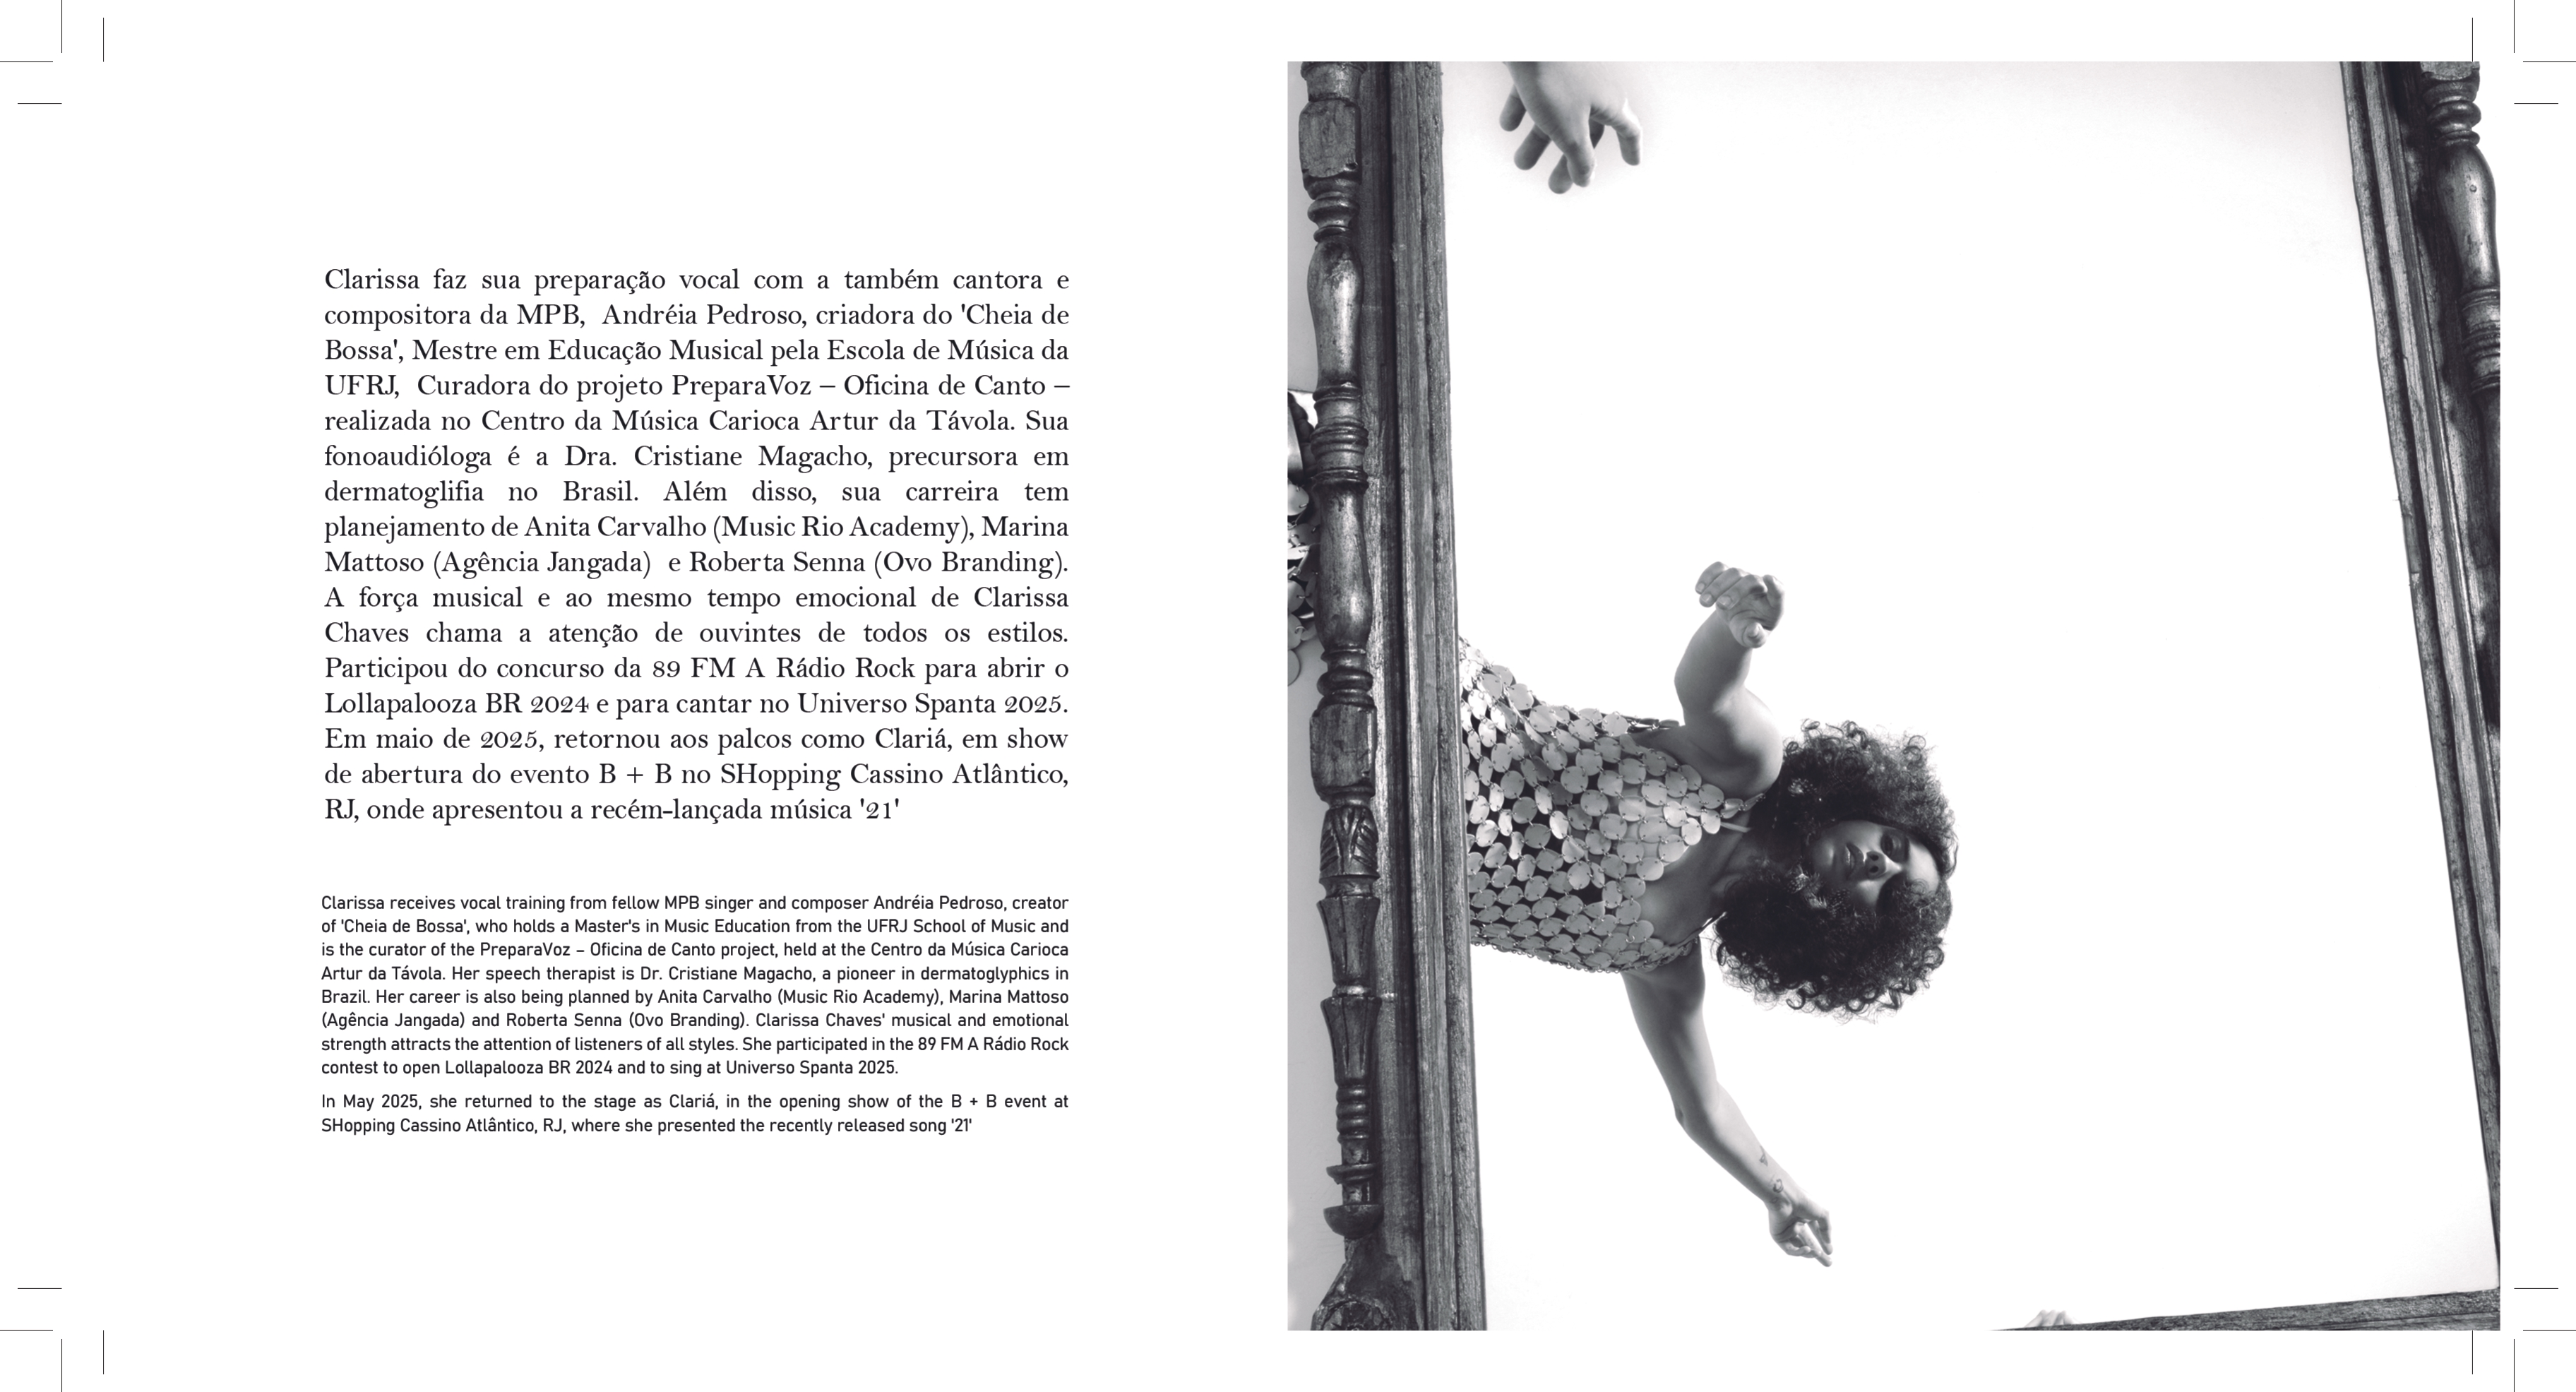 Clarissa faz sua preparação vocal com a também cantora e
compositora da MPB,  Andréia Pedroso, criadora do 'Cheia de
Bossa', Mestre em Educação Musical pela Escola de Música da
UFRJ,  Curadora do projeto PreparaVoz – Oficina de Canto –
realizada no Centro da Música Carioca Artur da Távola. Sua
fonoaudióloga é a Dra. Cristiane Magacho, precursora em
dermatoglifia no Brasil. Além disso, sua carreira tem
planejamento de Anita Carvalho (Music Rio Academy), Marina
Mattoso (Agência Jangada)  e Roberta Senna (Ovo Branding).
A força musical e ao mesmo tempo emocional de Clarissa
Chaves chama a atenção de ouvintes de todos os estilos.
Participou do concurso da 89 FM A Rádio Rock para abrir o
Lollapalooza BR 2024 e para cantar no Universo Spanta 2025.
Em maio de 2025, retornou aos palcos como Clariá, em show
de abertura do evento B + B no SHopping Cassino Atlântico,
RJ, onde apresentou a recém-lançada música '21'
Clarissa receives vocal training from fellow MPB singer and composer Andréia Pedroso, creator
of 'Cheia de Bossa', who holds a Master's in Music Education from the UFRJ School of Music and
is the curator of the PreparaVoz – Oficina de Canto project, held at the Centro da Música Carioca
Artur da Távola. Her speech therapist is Dr. Cristiane Magacho, a pioneer in dermatoglyphics in
Brazil. Her career is also being planned by Anita Carvalho (Music Rio Academy), Marina Mattoso
(Agência Jangada) and Roberta Senna (Ovo Branding). Clarissa Chaves' musical and emotional
strength attracts the attention of listeners of all styles. She participated in the 89 FM A Rádio Rock
contest to open Lollapalooza BR 2024 and to sing at Universo Spanta 2025.
In May 2025, she returned to the stage as Clariá, in the opening show of the B + B event at
SHopping Cassino Atlântico, RJ, where she presented the recently released song '21'